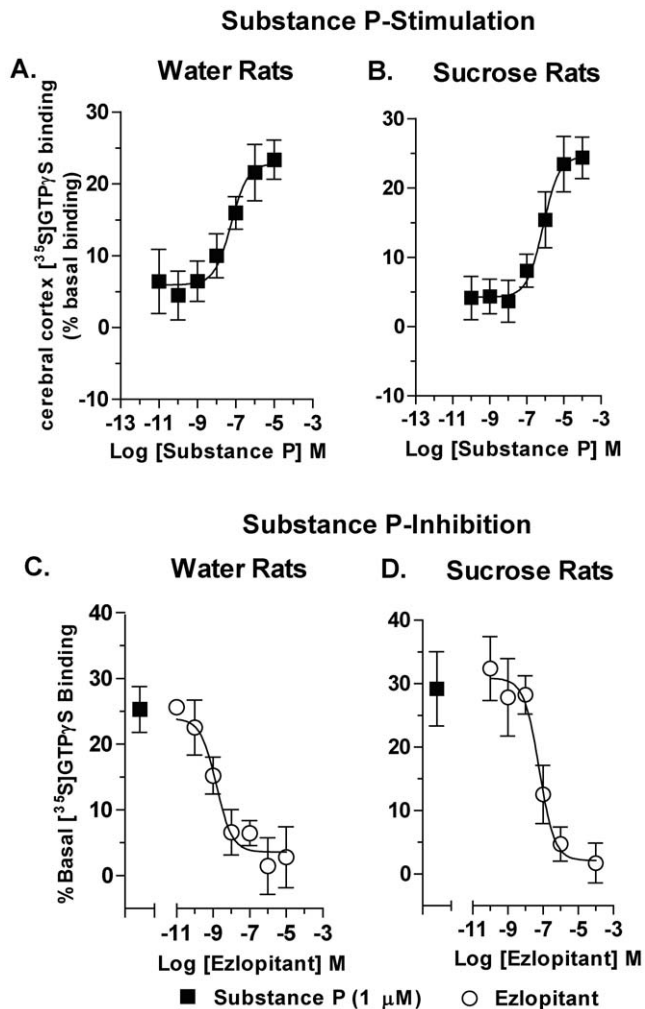 Substance P-Stimulation
A. Water Rats B. Sucrose Rats
cerebral cortex [³⁵S]GTPγS binding
(% basal binding)
30
20
10
0
-10
-13 -11 -9 -7 -5 -3
Log [Substance P] M
30
20
10
0
-10
-13 -11 -9 -7 -5 -3
Log [Substance P] M
Substance P-Inhibition
C. Water Rats D. Sucrose Rats
% Basal [³⁵S]GTPγS Binding
40
30
20
10
0
-11 -9 -7 -5 -3
Log [Ezlopitant] M
40
30
20
10
0
-11 -9 -7 -5 -3
Log [Ezlopitant] M
■ Substance P (1 μM) ○ Ezlopitant